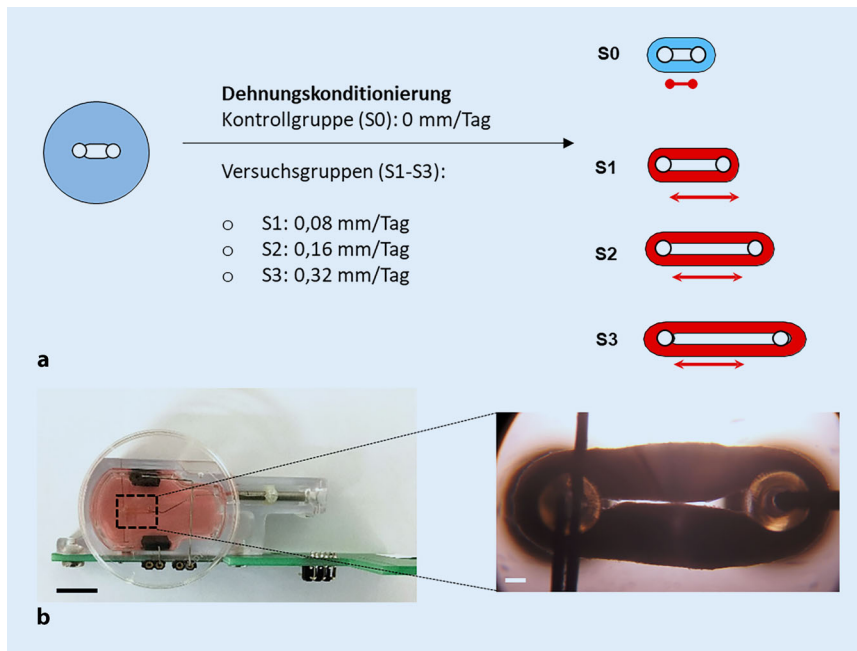 Dehnungskonditionierung
Kontrollgruppe (S0): 0 mm/Tag
Versuchsgruppen (S1-S3):
o S1: 0,08 mm/Tag
o S2: 0,16 mm/Tag
o S3: 0,32 mm/Tag
S0
S1
S2
S3
a
b